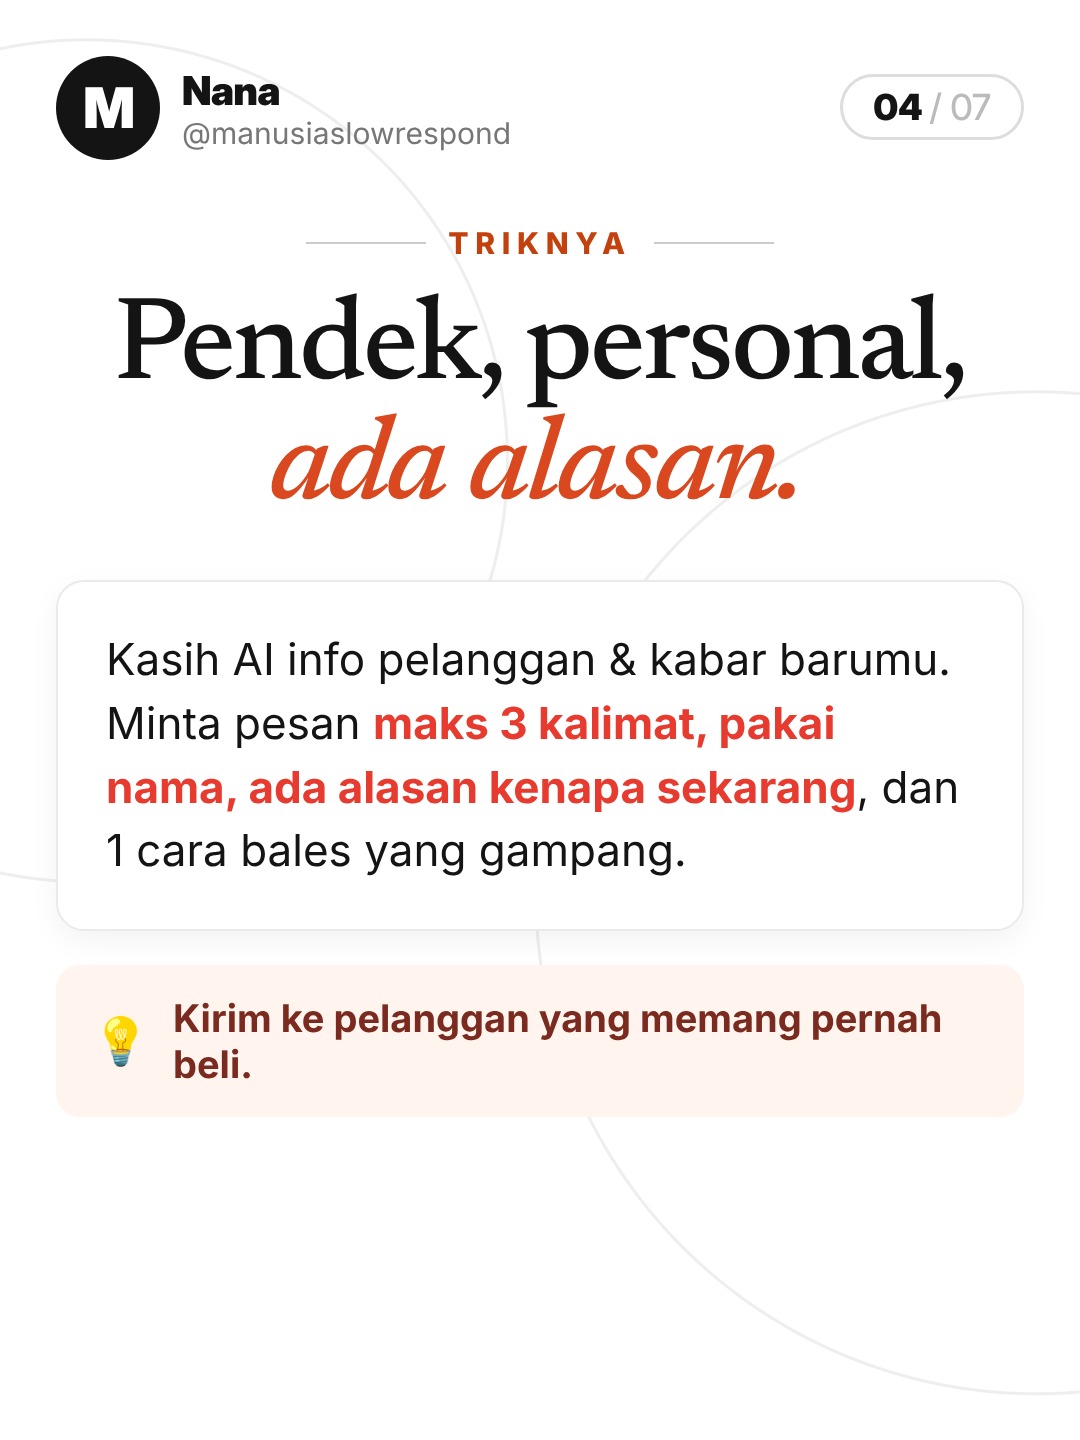 M
Nana
@manusiaslowrespond
04 / 07
TRIKNYA
Pendek, personal,
ada alasan.
Kasih AI info pelanggan & kabar barumu.
Minta pesan maks 3 kalimat, pakai
nama, ada alasan kenapa sekarang, dan
1 cara bales yang gampang.
Kirim ke pelanggan yang memang pernah
beli.